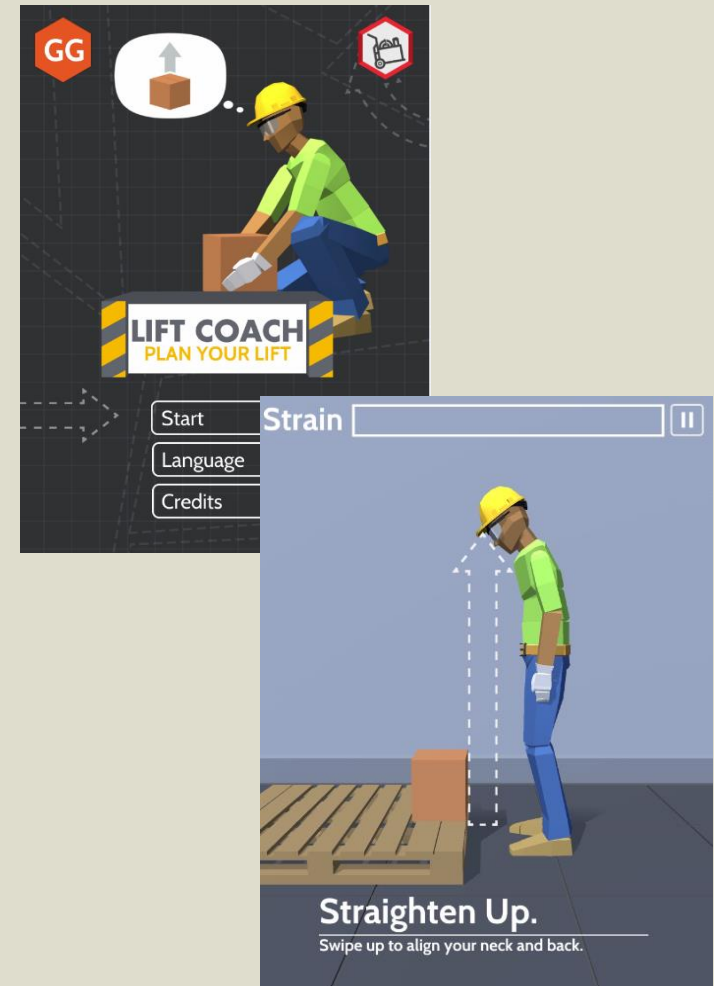 GG
LIFT COACH
PLAN YOUR LIFT
Start
Language
Credits
Strain
Straighten Up.
Swipe up to align your neck and back.